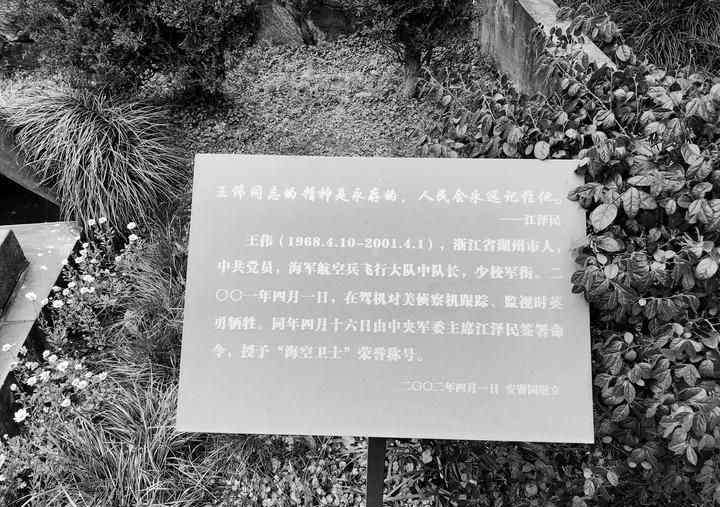 王伟同志的精神是永存的，人民会永远记住他。
——江泽民
王伟（1968.4.10-2001.4.1），浙江省湖州市人，
中共党员，海军航空兵飞行大队中队长，少校军衔。二
〇〇一年四月一日，在驾机对美侦察机跟踪、监视时英
勇牺牲。同年四月十六日由中央军委主席江泽民签署命
令，授予“海空卫士”荣誉称号。
二〇〇二年四月一日 安贤园立